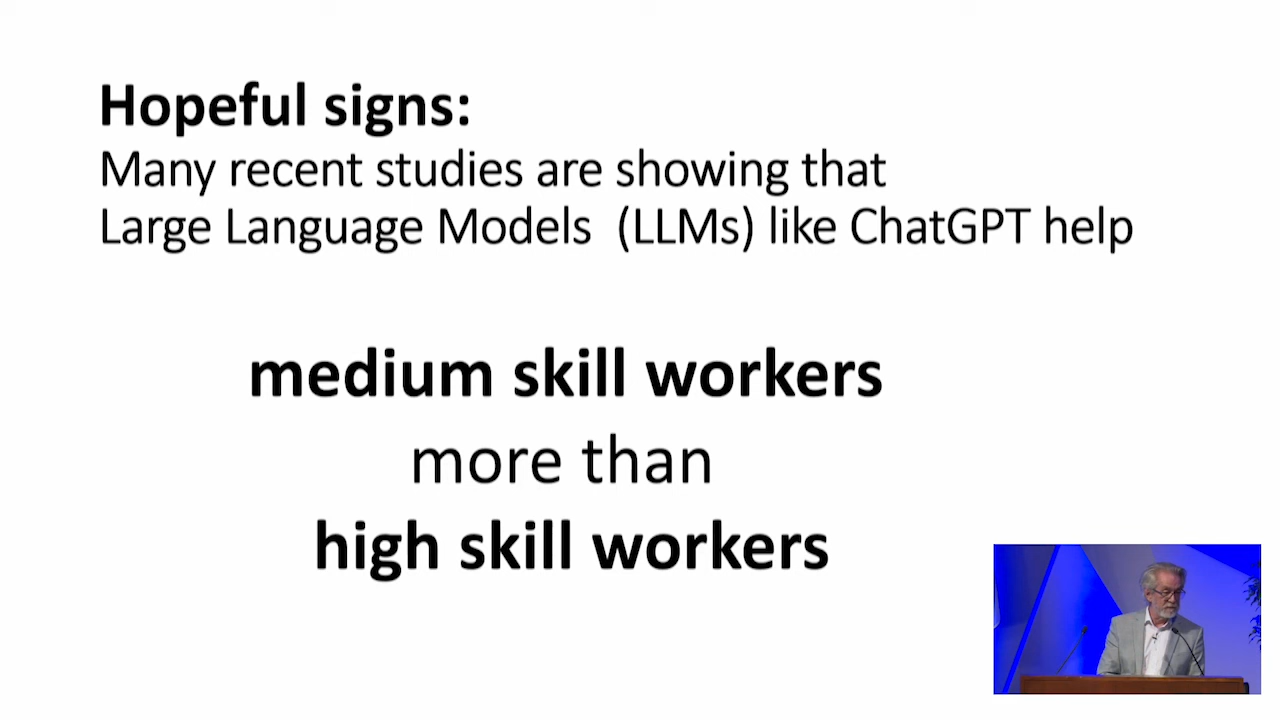 Hopeful signs:
Many recent studies are showing that
Large Language Models  (LLMs) like ChatGPT help
medium skill workers
more than
high skill workers